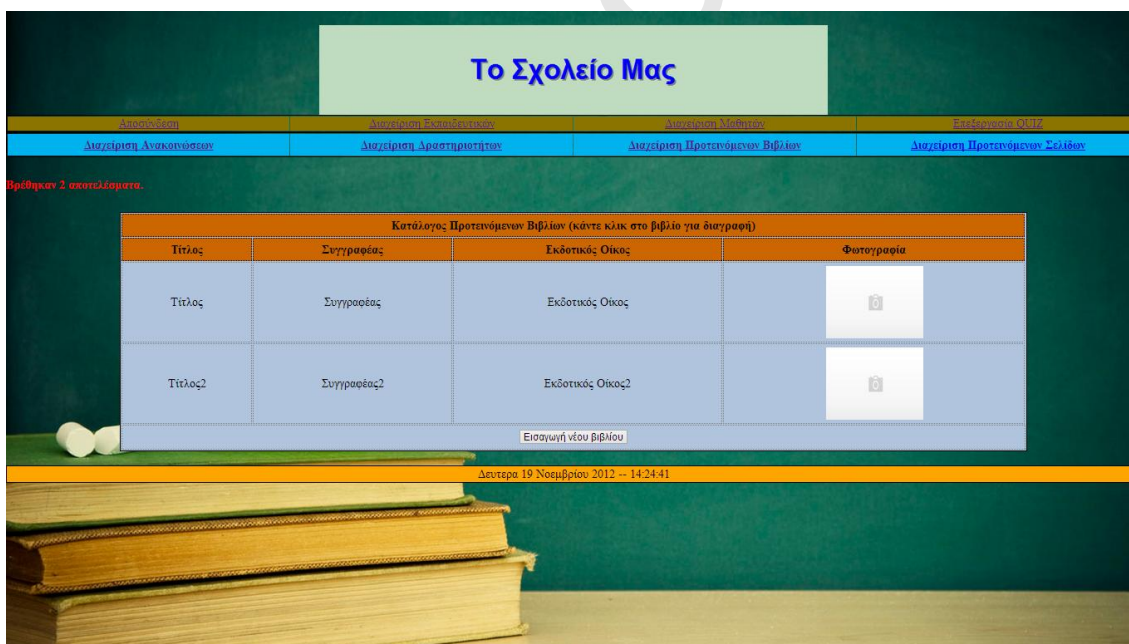 Το Σχολείο Μας
Αποσύνδεση Διαχείριση Εκπαιδευτικών Διαχείριση Μαθητών Επεξεργασία QUIZ
Διαχείριση Ανακοινώσεων Διαχείριση Δραστηριοτήτων Διαχείριση Προτεινόμενων Βιβλίων Διαχείριση Προτεινόμενων Σελίδων
Βρέθηκαν 2 αποτελέσματα.
Κατάλογος Προτεινόμενων Βιβλίων (κάντε κλικ στο βιβλίο για διαγραφή)
Τίτλος Συγγραφέας Εκδοτικός Οίκος Φωτογραφία
Τίτλος Συγγραφέας Εκδοτικός Οίκος
Τίτλος2 Συγγραφέας2 Εκδοτικός Οίκος2
Εισαγωγή νέου βιβλίου
Δευτερα 19 Νοεμβρίου 2012 -- 14:24:41